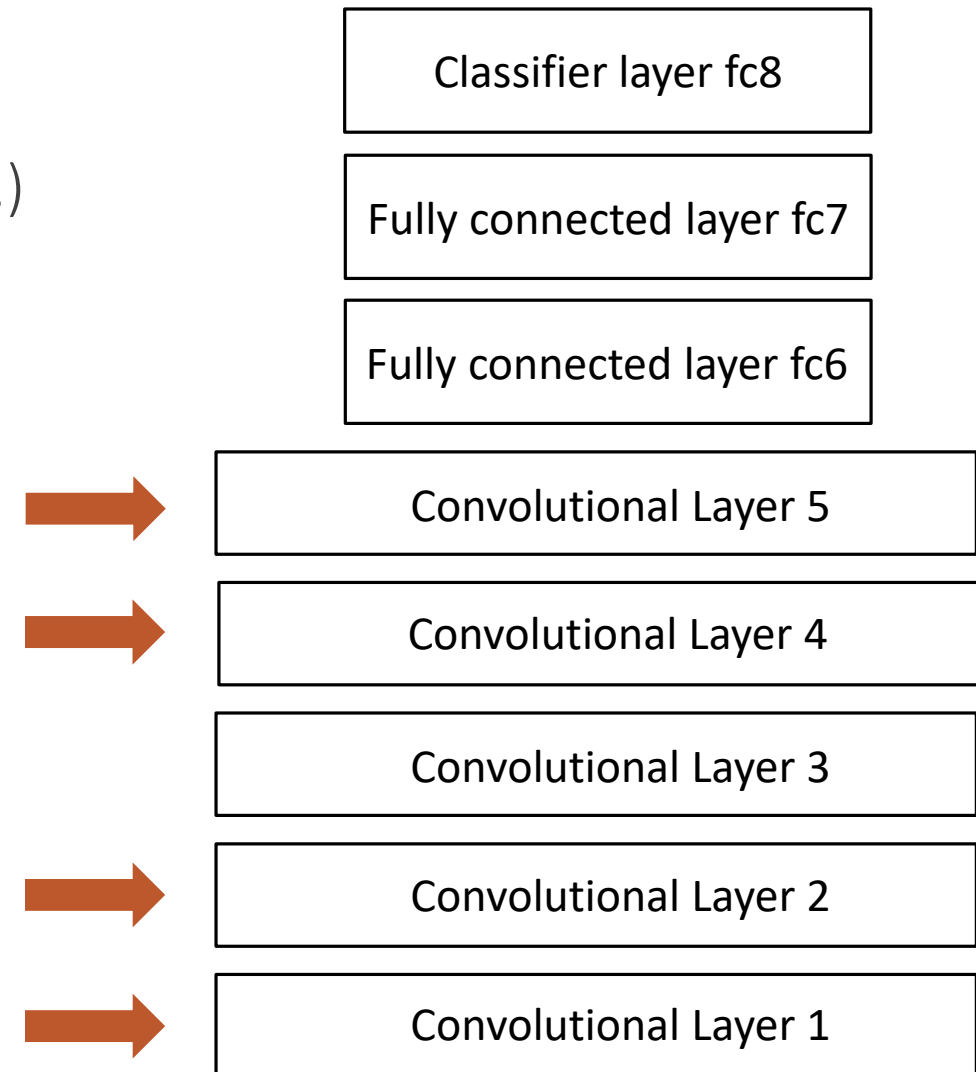 Classifier layer fc8
.)
Fully connected layer fc7
Fully connected layer fc6
Convolutional Layer 5
Convolutional Layer 4
Convolutional Layer 3
Convolutional Layer 2
Convolutional Layer 1